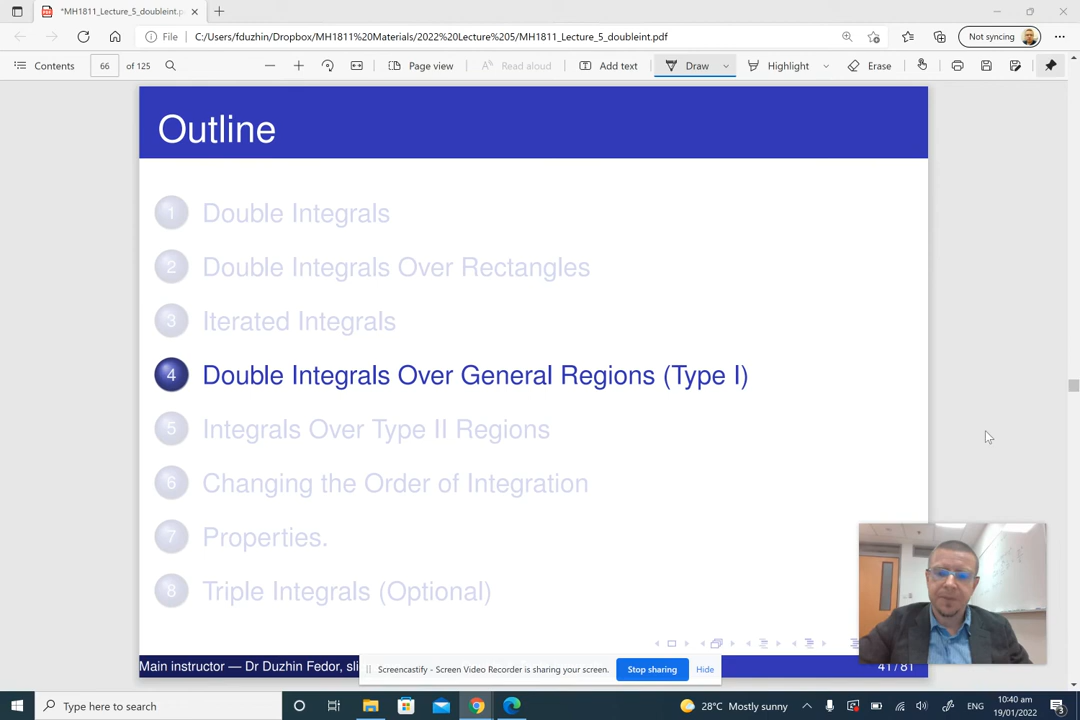 *MH1811_Lecture_5_doubleint.p
File
C:/Users/fduzhin/Dropbox/MH1811%20Materials/2022%20Lecture%205/MH1811_Lecture_5_doubleint.pdf
Not syncing
Contents
66
of 125
Page view
Read aloud
Add text
Draw
Highlight
Erase
Outline
1 Double Integrals
2 Double Integrals Over Rectangles
3 Iterated Integrals
4 Double Integrals Over General Regions (Type I)
5 Integrals Over Type II Regions
6 Changing the Order of Integration
7 Properties.
8 Triple Integrals (Optional)
Main instructor — Dr Duzhin Fedor, sli
41 / 81
Screencastify - Screen Video Recorder is sharing your screen.
Stop sharing
Hide
Type here to search
28°C Mostly sunny
ENG
10:40 am
19/01/2022
3